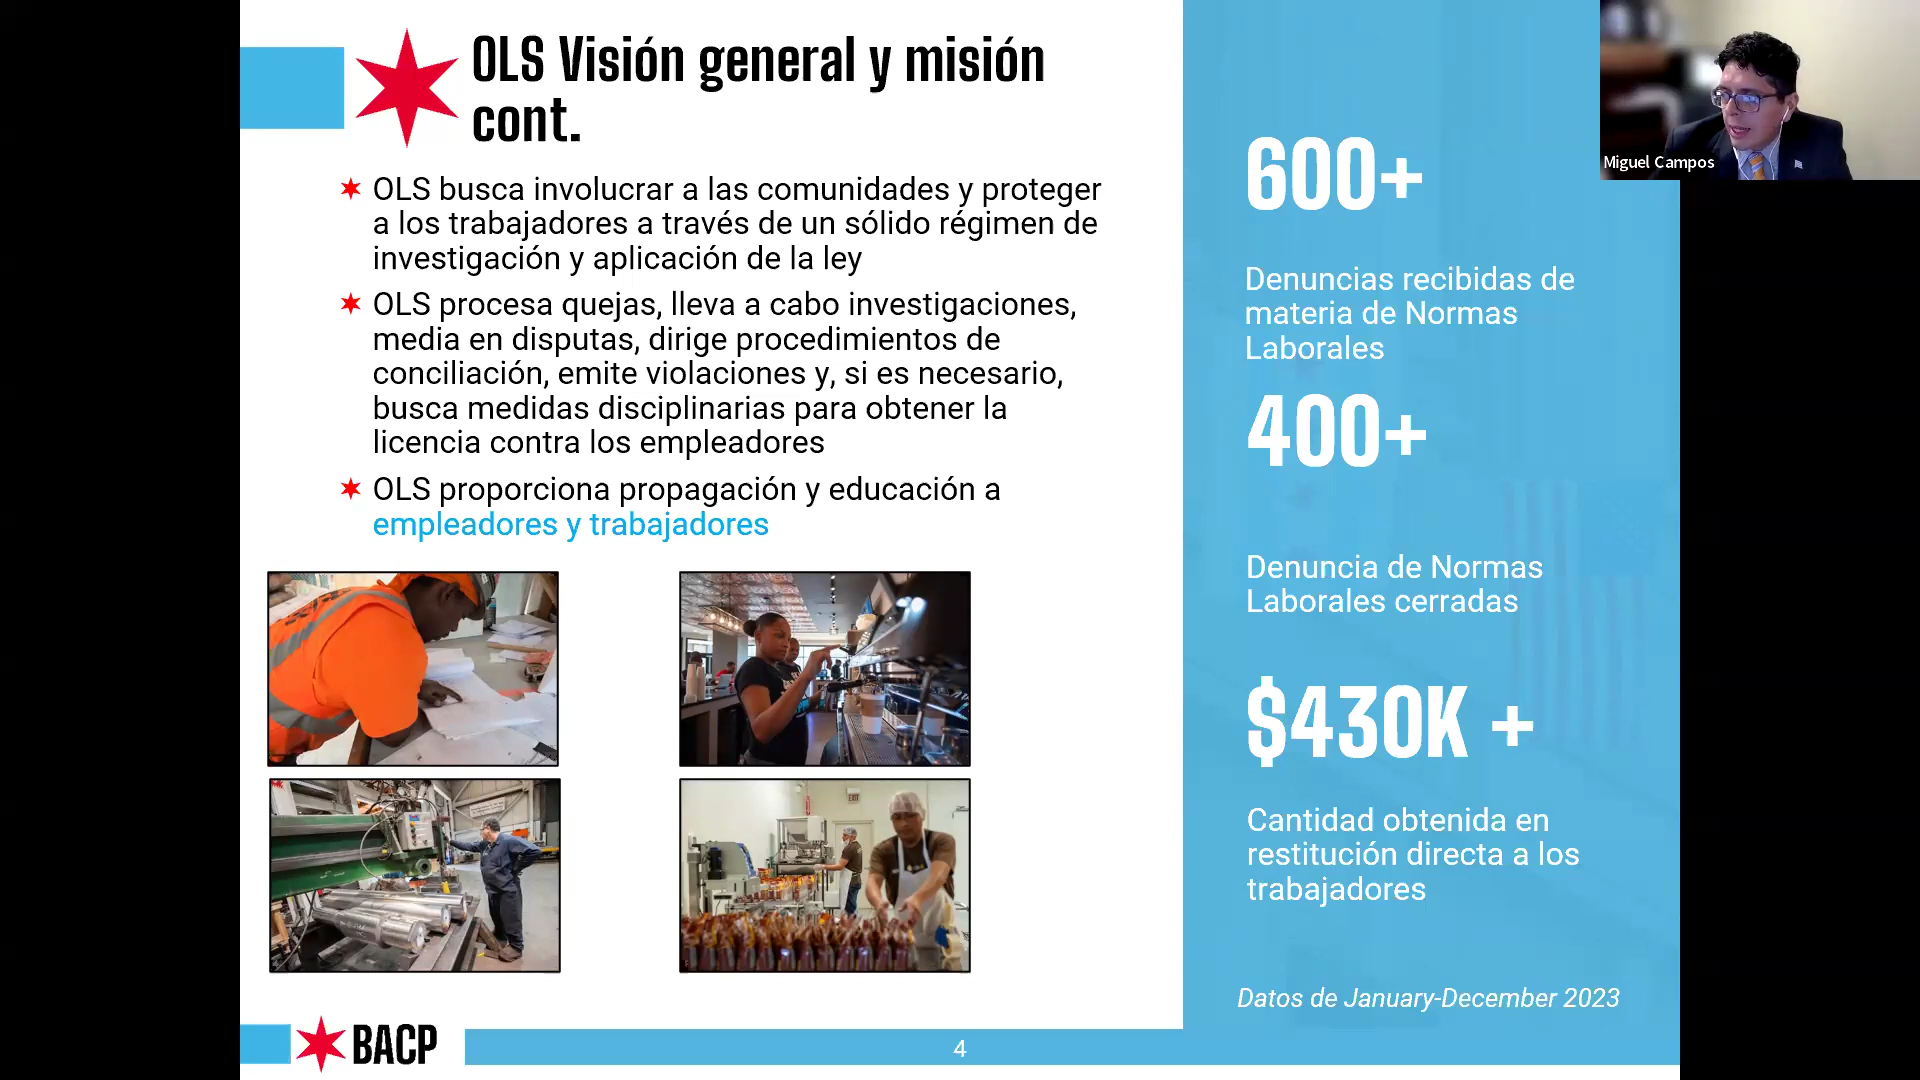 OLS Visión general y misión
cont.
OLS busca involucrar a las comunidades y proteger
a los trabajadores a través de un sólido régimen de
investigación y aplicación de la ley
OLS procesa quejas, lleva a cabo investigaciones,
media en disputas, dirige procedimientos de
conciliación, emite violaciones y, si es necesario,
busca medidas disciplinarias para obtener la
licencia contra los empleadores
OLS proporciona propagación y educación a
empleadores y trabajadores
600+
Denuncias recibidas de
materia de Normas
Laborales
400+
Denuncia de Normas
Laborales cerradas
$430K +
Cantidad obtenida en
restitución directa a los
trabajadores
Datos de January-December 2023
Miguel Campos
EXIT
BACP
4